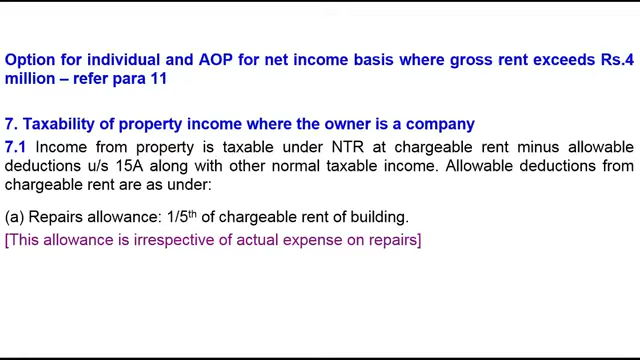 Option for individual and AOP for net income basis where gross rent exceeds Rs.4
million – refer para 11
7. Taxability of property income where the owner is a company
7.1 Income from property is taxable under NTR at chargeable rent minus allowable
deductions u/s 15A along with other normal taxable income. Allowable deductions from
chargeable rent are as under:
(a) Repairs allowance: 1/5th of chargeable rent of building.
[This allowance is irrespective of actual expense on repairs]